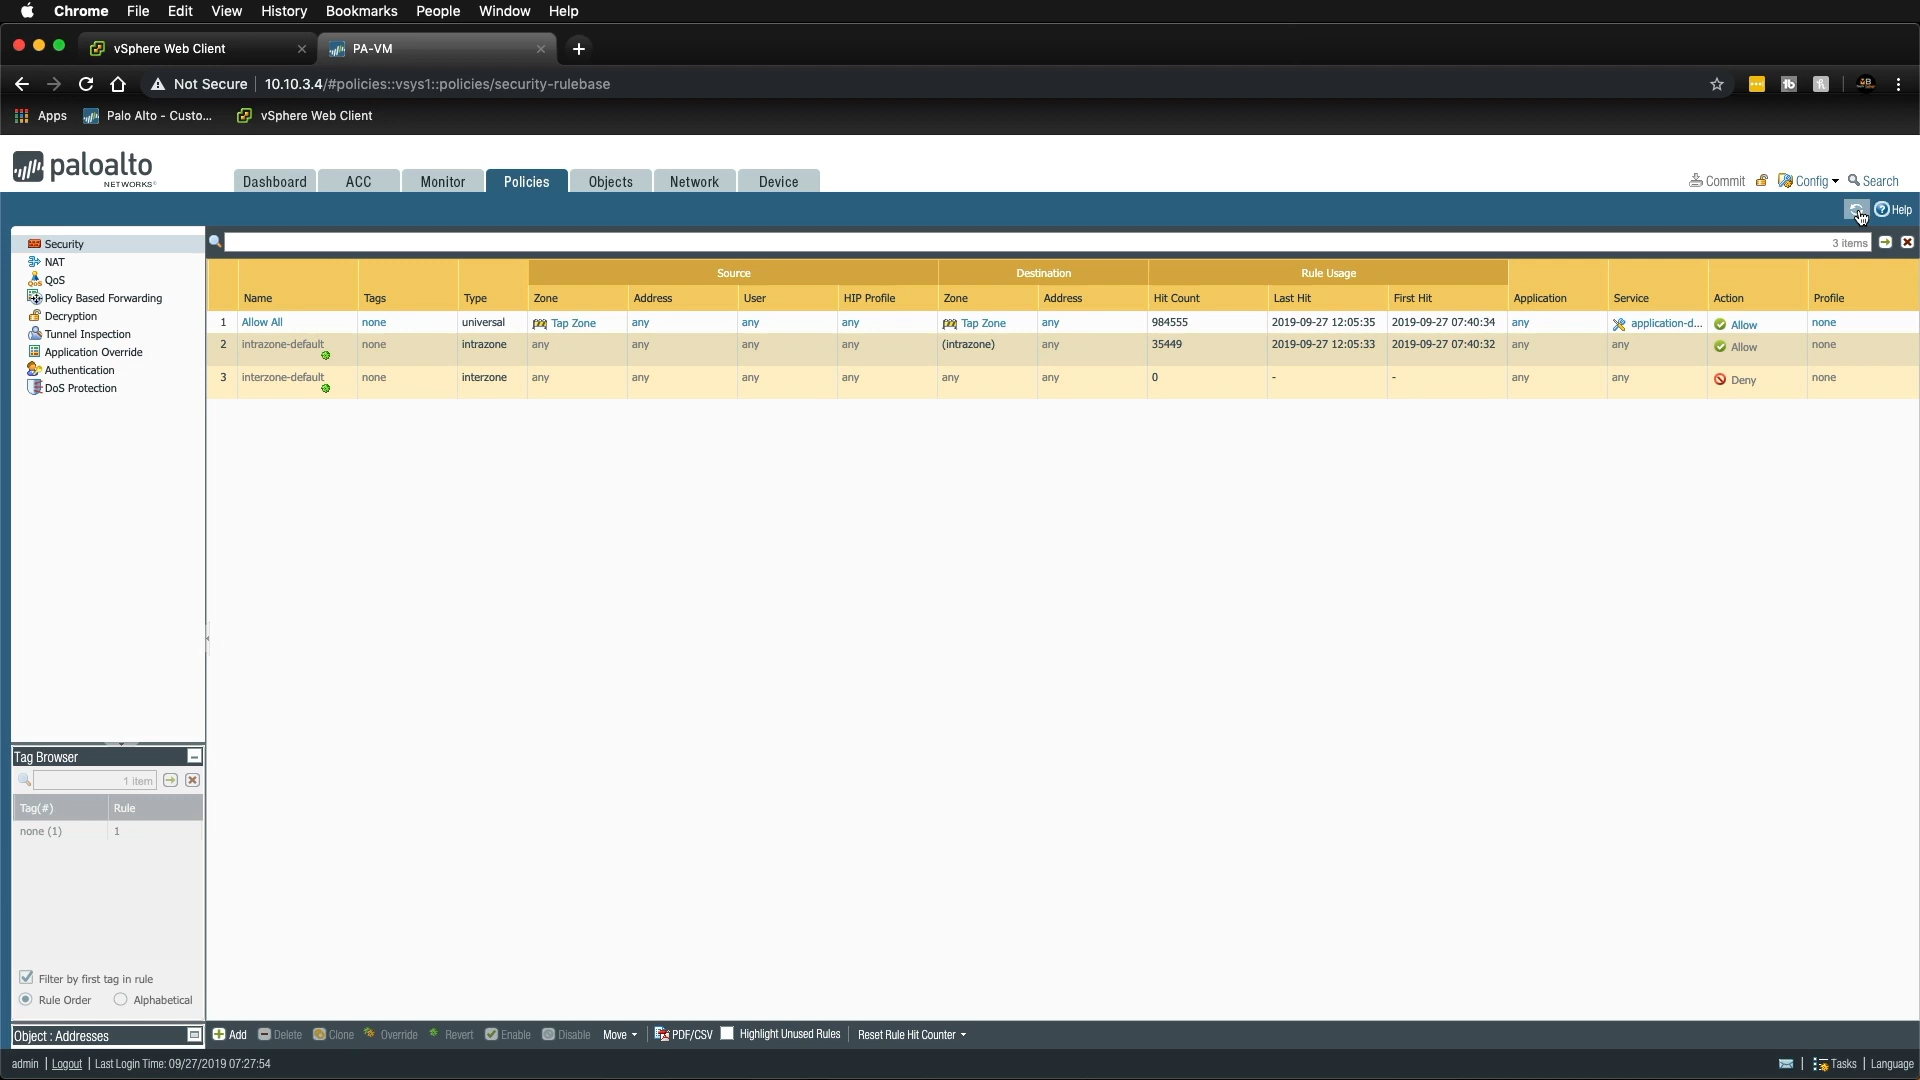 Chrome File Edit View History Bookmarks People Window Help
vSphere Web Client PA-VM
Not Secure 10.10.3.4/#policies::vsys1::policies/security-rulebase
Apps Palo Alto - Custo... vSphere Web Client
paloalto
NETWORKS®
Dashboard ACC Monitor Policies Objects Network Device
Commit Config Search
Help
3 items
Security
NAT
QoS
Policy Based Forwarding
Decryption
Tunnel Inspection
Application Override
Authentication
DoS Protection
Source Destination Rule Usage
Name Tags Type Zone Address User HIP Profile Zone Address Hit Count Last Hit First Hit Application Service Action Profile
1 Allow All none universal Tap Zone any any any Tap Zone any 984555 2019-09-27 12:05:35 2019-09-27 07:40:34 any application-d... Allow none
2 intrazone-default none intrazone any any any any (intrazone) any 35449 2019-09-27 12:05:33 2019-09-27 07:40:32 any any Allow none
3 interzone-default none interzone any any any any any any 0 - - any any Deny none
Tag Browser
1 item
Tag(#) Rule
none (1) 1
Filter by first tag in rule
Rule Order Alphabetical
Object : Addresses
Add Delete Clone Override Revert Enable Disable Move PDF/CSV Highlight Unused Rules Reset Rule Hit Counter
admin | Logout | Last Login Time: 09/27/2019 07:27:54
Tasks | Language